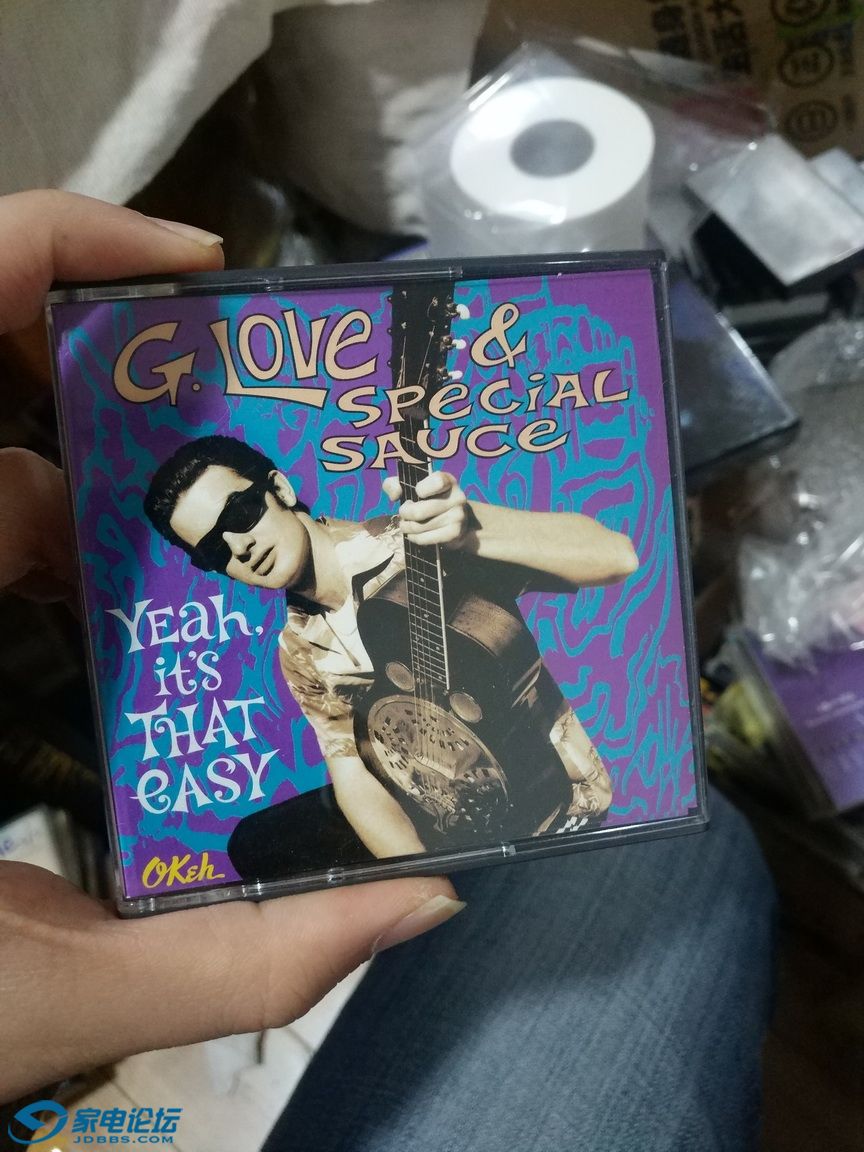 G. LOVE &
SPECIAL
SAUCE
YEah,
it's
THAT
eASY
OKeh
家电论坛
JDBBS.COM